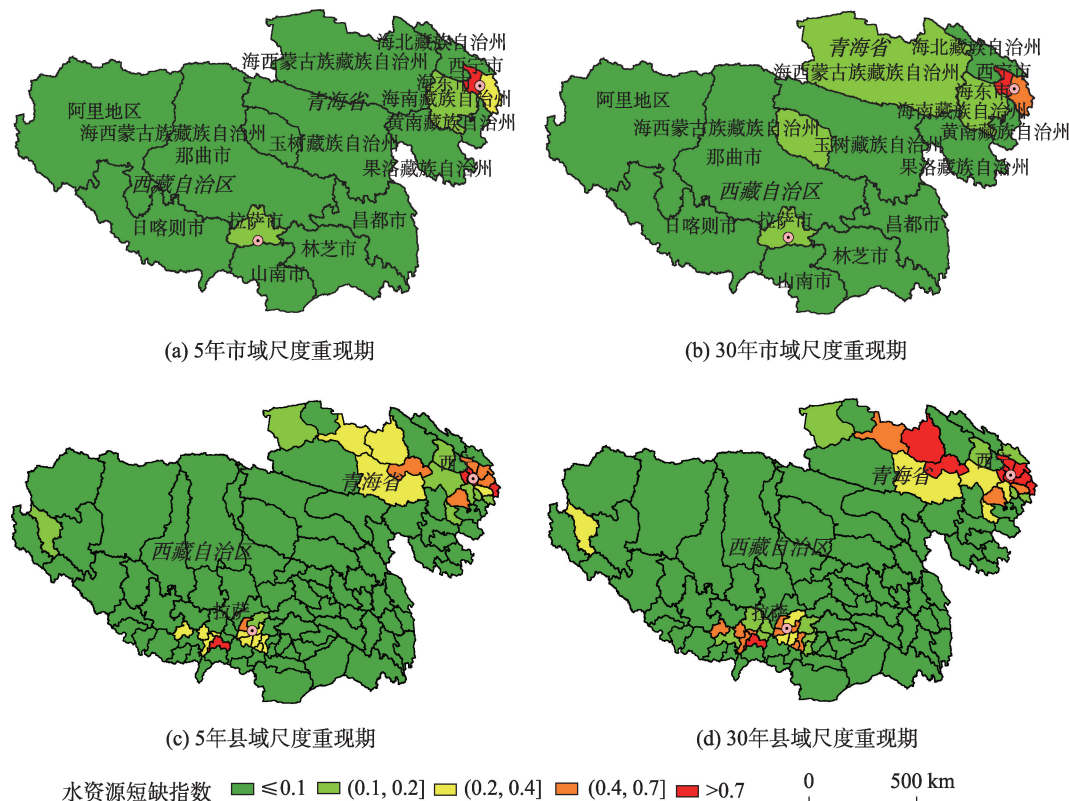 海北藏族自治州
海西蒙古族藏族自治州
西宁市
海东市
青海省
海南藏族自治州
阿里地区
黄南藏族自治州
海西蒙古族藏族自治州
玉树藏族自治州
那曲市
果洛藏族自治州
西藏自治区
日喀则市
拉萨市
昌都市
林芝市
山南市
(a) 5年市域尺度重现期
青海省
海北藏族自治州
海西蒙古族藏族自治州
西宁市
海东市
阿里地区
海南藏族自治州
海西蒙古族藏族自治州
黄南藏族自治州
玉树藏族自治州
那曲市
果洛藏族自治州
西藏自治区
日喀则市
拉萨市
昌都市
林芝市
山南市
(b) 30年市域尺度重现期
西
青海省
西藏自治区
拉萨
(c) 5年县域尺度重现期
西
青海省
西藏自治区
拉萨
(d) 30年县域尺度重现期
水资源短缺指数 ≤0.1 (0.1, 0.2] (0.2, 0.4] (0.4, 0.7] >0.7
0 500 km